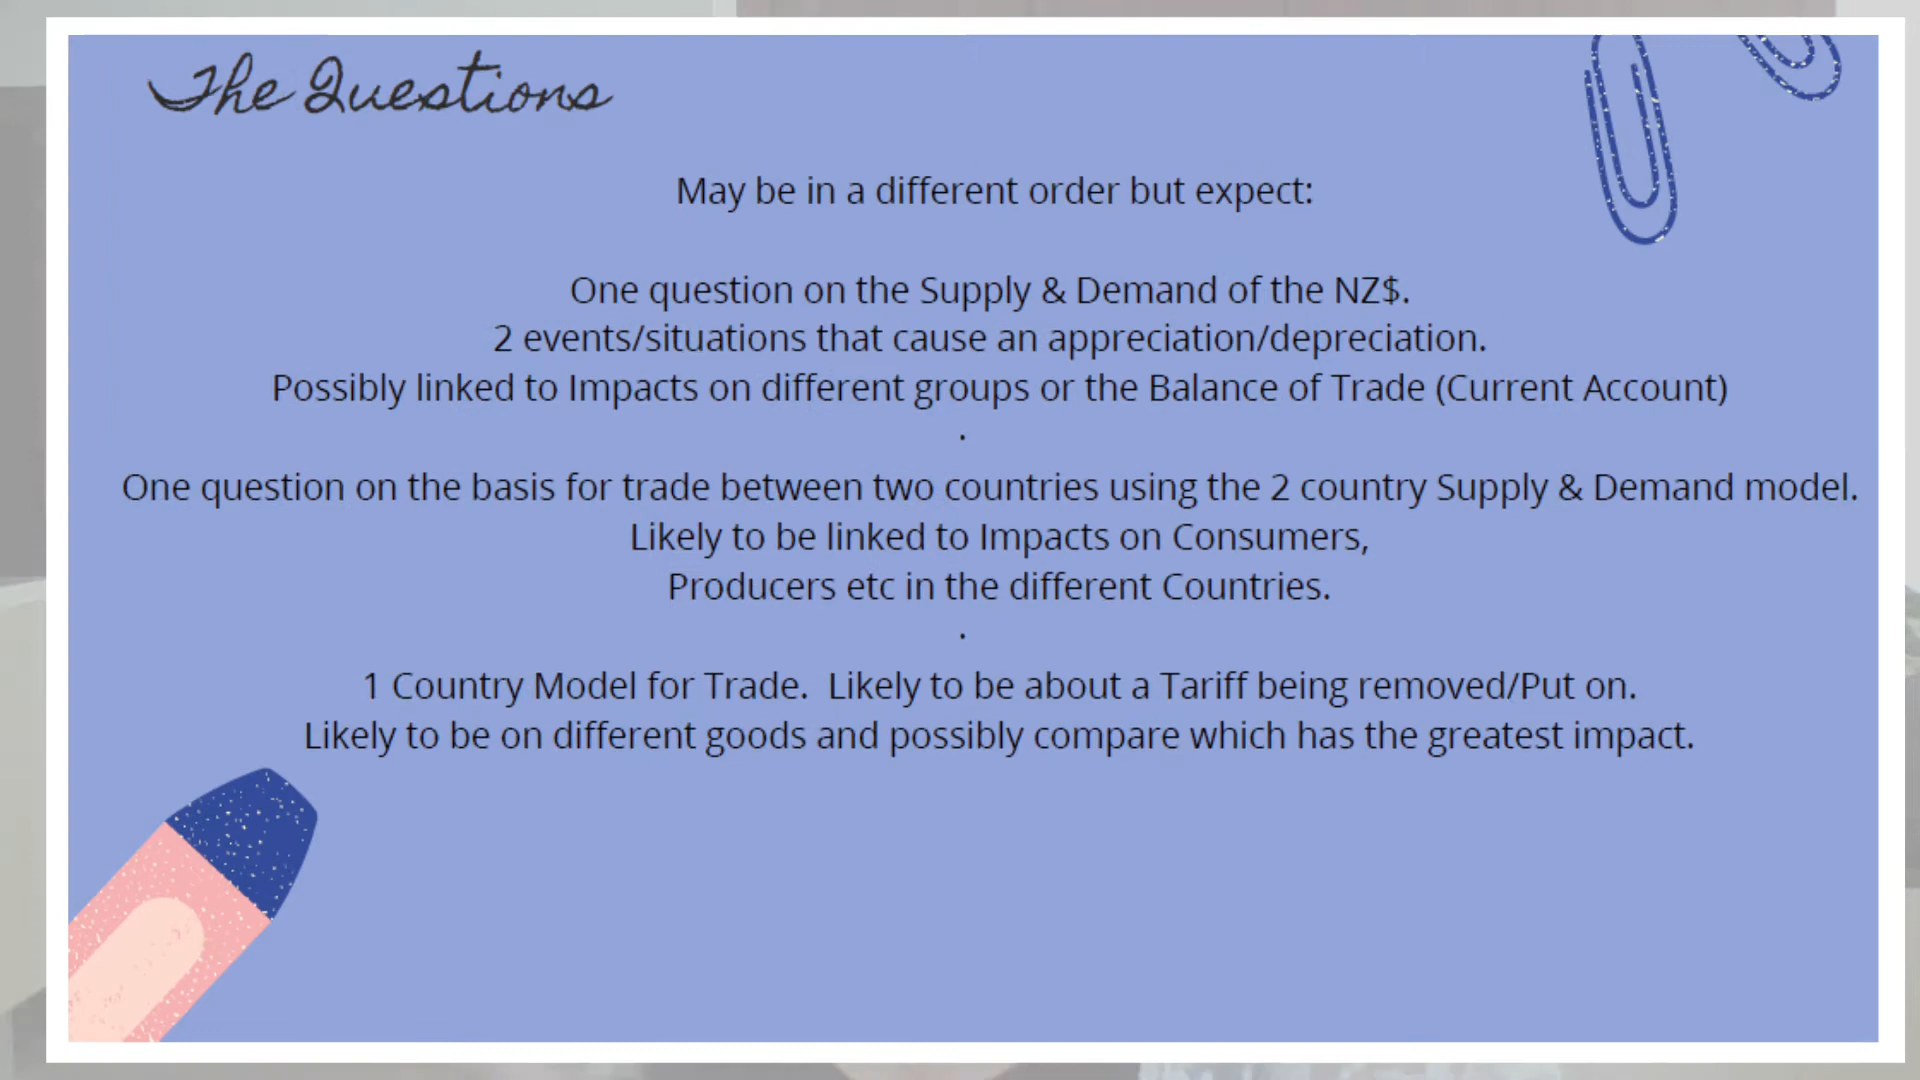 The Questions
May be in a different order but expect:
One question on the Supply & Demand of the NZ$.
2 events/situations that cause an appreciation/depreciation.
Possibly linked to Impacts on different groups or the Balance of Trade (Current Account)
.
One question on the basis for trade between two countries using the 2 country Supply & Demand model.
Likely to be linked to Impacts on Consumers,
Producers etc in the different Countries.
.
1 Country Model for Trade.  Likely to be about a Tariff being removed/Put on.
Likely to be on different goods and possibly compare which has the greatest impact.